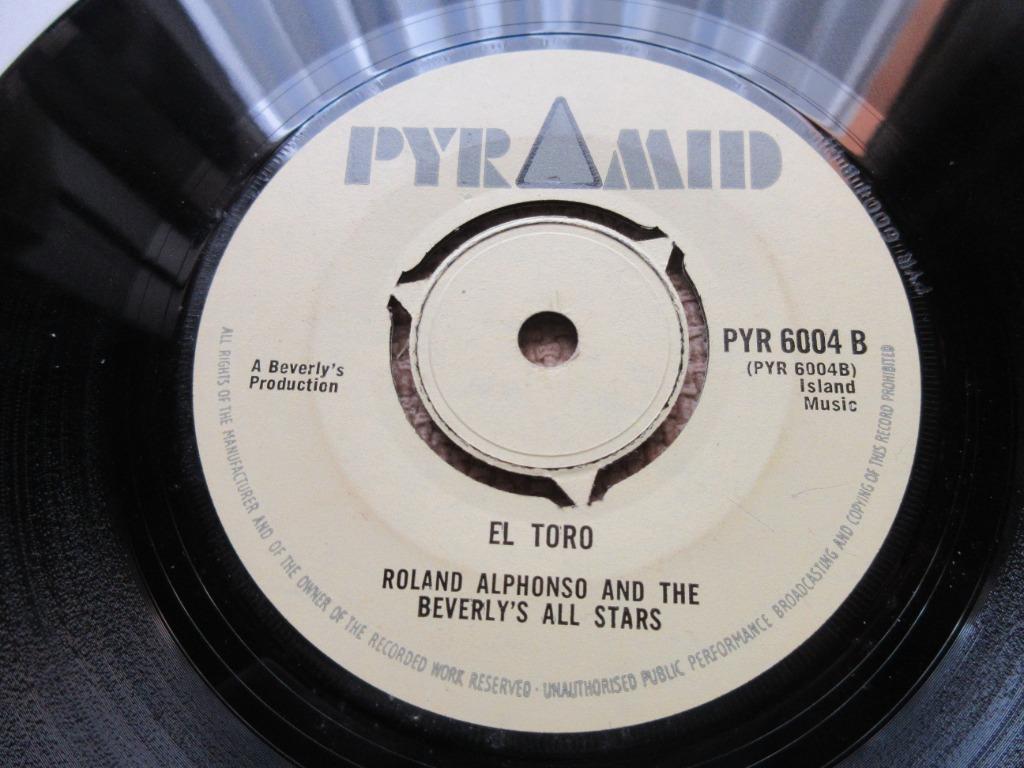 PYRAMID
A Beverly's
Production
PYR 6004 B
(PYR 6004B)
Island
Music
EL TORO
ROLAND ALPHONSO AND THE
BEVERLY'S ALL STARS
ALL RIGHTS OF THE MANUFACTURER AND OF THE OWNER OF THE RECORDED WORK RESERVED · UNAUTHORISED PUBLIC PERFORMANCE BROADCASTING AND COPYING OF THIS RECORD PROHIBITED